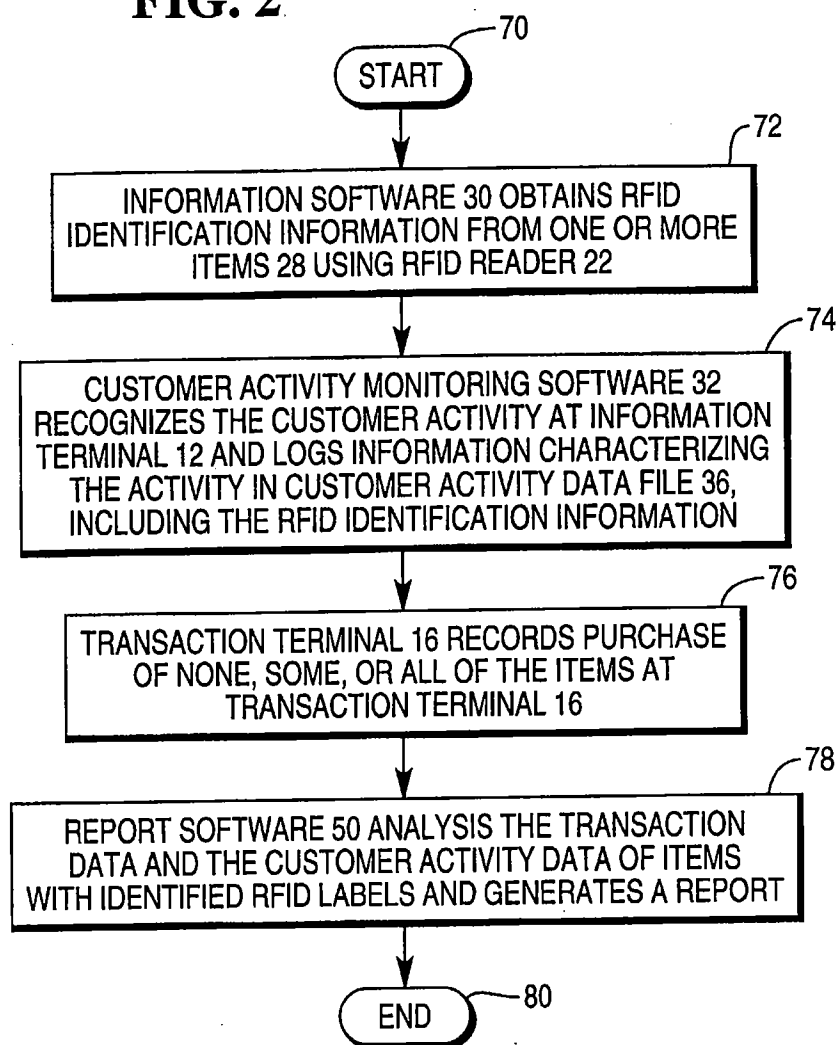 FIG. 2
70
START
72
INFORMATION SOFTWARE 30 OBTAINS RFID
IDENTIFICATION INFORMATION FROM ONE OR MORE
ITEMS 28 USING RFID READER 22
74
CUSTOMER ACTIVITY MONITORING SOFTWARE 32
RECOGNIZES THE CUSTOMER ACTIVITY AT INFORMATION
TERMINAL 12 AND LOGS INFORMATION CHARACTERIZING
THE ACTIVITY IN CUSTOMER ACTIVITY DATA FILE 36,
INCLUDING THE RFID IDENTIFICATION INFORMATION
76
TRANSACTION TERMINAL 16 RECORDS PURCHASE
OF NONE, SOME, OR ALL OF THE ITEMS AT
TRANSACTION TERMINAL 16
78
REPORT SOFTWARE 50 ANALYSIS THE TRANSACTION
DATA AND THE CUSTOMER ACTIVITY DATA OF ITEMS
WITH IDENTIFIED RFID LABELS AND GENERATES A REPORT
END
80